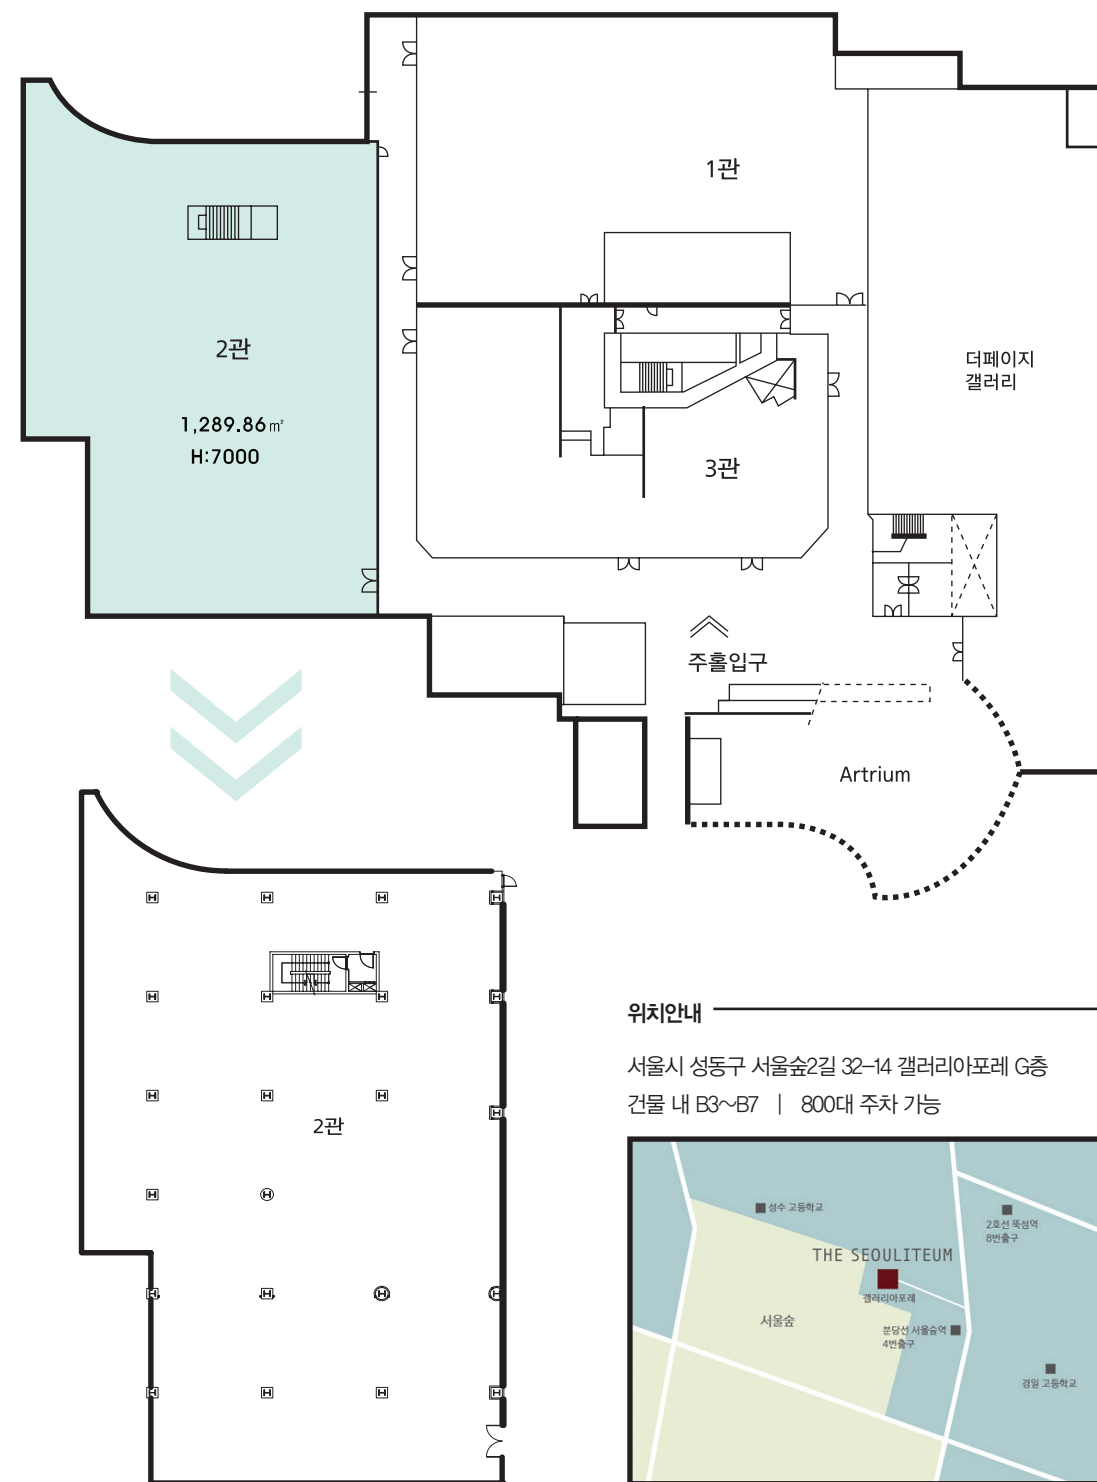 1관
2관
1,289.86㎡
H:7000
더페이지
갤러리
3관
주홀입구
Artrium
2관
위치안내
서울시 성동구 서울숲2길 32-14 갤러리아포레 G층
건물 내 B3~B7 | 800대 주차 가능
성수 고등학교
2호선 뚝섬역
8번출구
THE SEOULITEUM
갤러리아포레
서울숲
분당선 서울숲역
4번출구
경일 고등학교